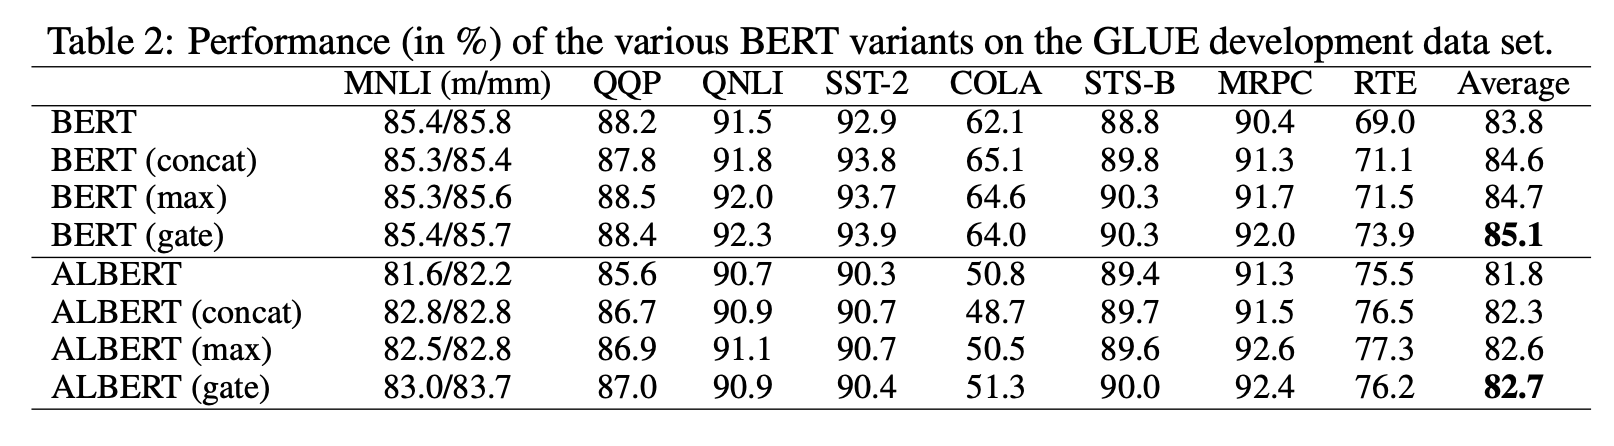 Table 2: Performance (in %) of the various BERT variants on the GLUE development data set.
MNLI (m/mm) QQP QNLI SST-2 COLA STS-B MRPC RTE Average
BERT 85.4/85.8 88.2 91.5 92.9 62.1 88.8 90.4 69.0 83.8
BERT (concat) 85.3/85.4 87.8 91.8 93.8 65.1 89.8 91.3 71.1 84.6
BERT (max) 85.3/85.6 88.5 92.0 93.7 64.6 90.3 91.7 71.5 84.7
BERT (gate) 85.4/85.7 88.4 92.3 93.9 64.0 90.3 92.0 73.9 85.1
ALBERT 81.6/82.2 85.6 90.7 90.3 50.8 89.4 91.3 75.5 81.8
ALBERT (concat) 82.8/82.8 86.7 90.9 90.7 48.7 89.7 91.5 76.5 82.3
ALBERT (max) 82.5/82.8 86.9 91.1 90.7 50.5 89.6 92.6 77.3 82.6
ALBERT (gate) 83.0/83.7 87.0 90.9 90.4 51.3 90.0 92.4 76.2 82.7